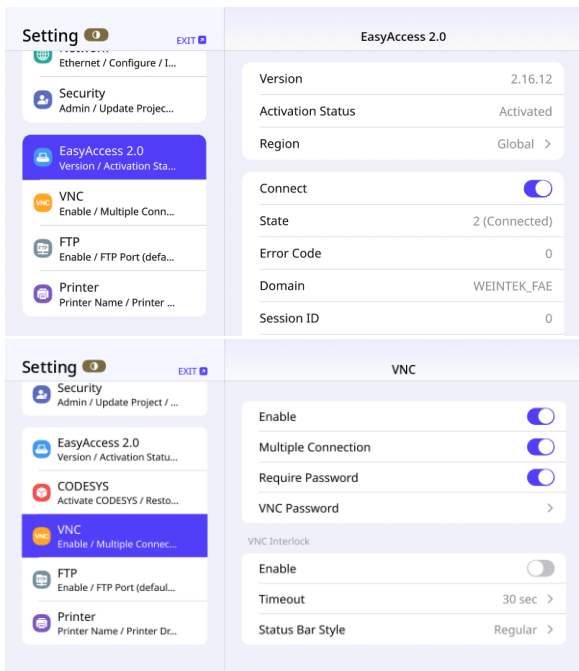 Setting
EXIT
EasyAccess 2.0
Ethernet / Configure / I...
Security
Admin / Update Projec...
EasyAccess 2.0
Version / Activation Sta...
VNC
VNC
Enable / Multiple Conn...
FTP
FTP
Enable / FTP Port (defa...
Printer
Printer Name / Printer ...
Version
2.16.12
Activation Status
Activated
Region
Global >
Connect
State
2 (Connected)
Error Code
0
Domain
WEINTEK_FAE
Session ID
0
Setting
EXIT
VNC
Security
Admin / Update Project / ...
EasyAccess 2.0
Version / Activation Statu...
CODESYS
Activate CODESYS / Resto...
VNC
VNC
Enable / Multiple Connec...
FTP
FTP
Enable / FTP Port (defaul...
Printer
Printer Name / Printer Dr...
Enable
Multiple Connection
Require Password
VNC Password >
VNC Interlock
Enable
Timeout
30 sec >
Status Bar Style
Regular >